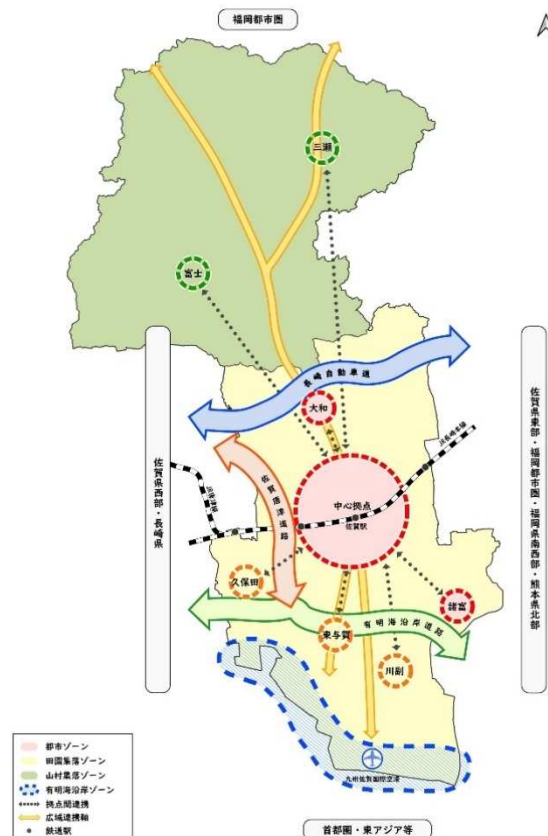 福岡都市圏
三瀬
富士
長崎自動車道
大和
佐賀県西部・長崎県
佐賀県東部・福岡都市圏・福岡県南西部・熊本県北部
JR長崎本線
JR唐津線
佐賀唐津道路
中心拠点
佐賀駅
久保田
諸富
有明海沿岸道路
東与賀
川副
九州佐賀国際空港
都市ゾーン
田園集落ゾーン
山村集落ゾーン
有明海沿岸ゾーン
拠点間連携
広域連携軸
鉄道駅
首都圏・東アジア等